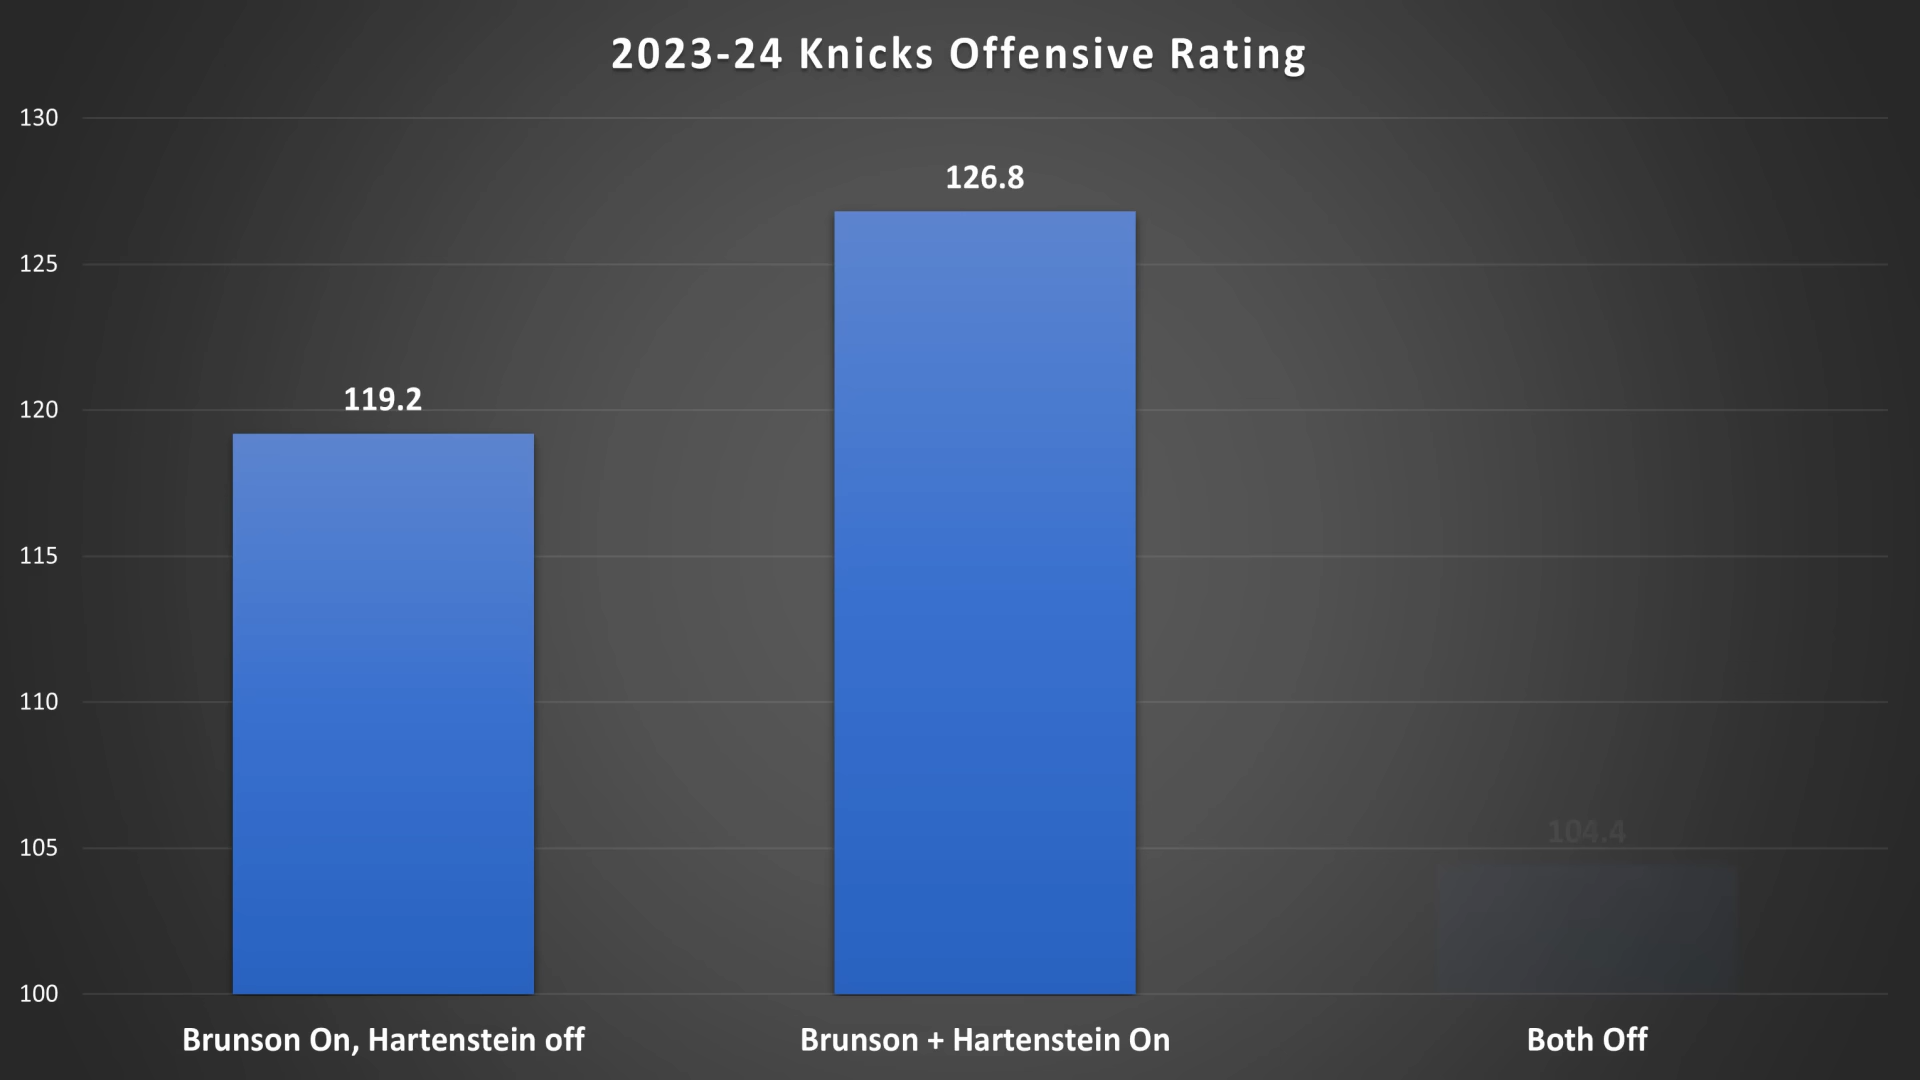 2023-24 Knicks Offensive Rating
130
125
120
115
110
105
100
119.2
126.8
104.4
Brunson On, Hartenstein off
Brunson + Hartenstein On
Both Off